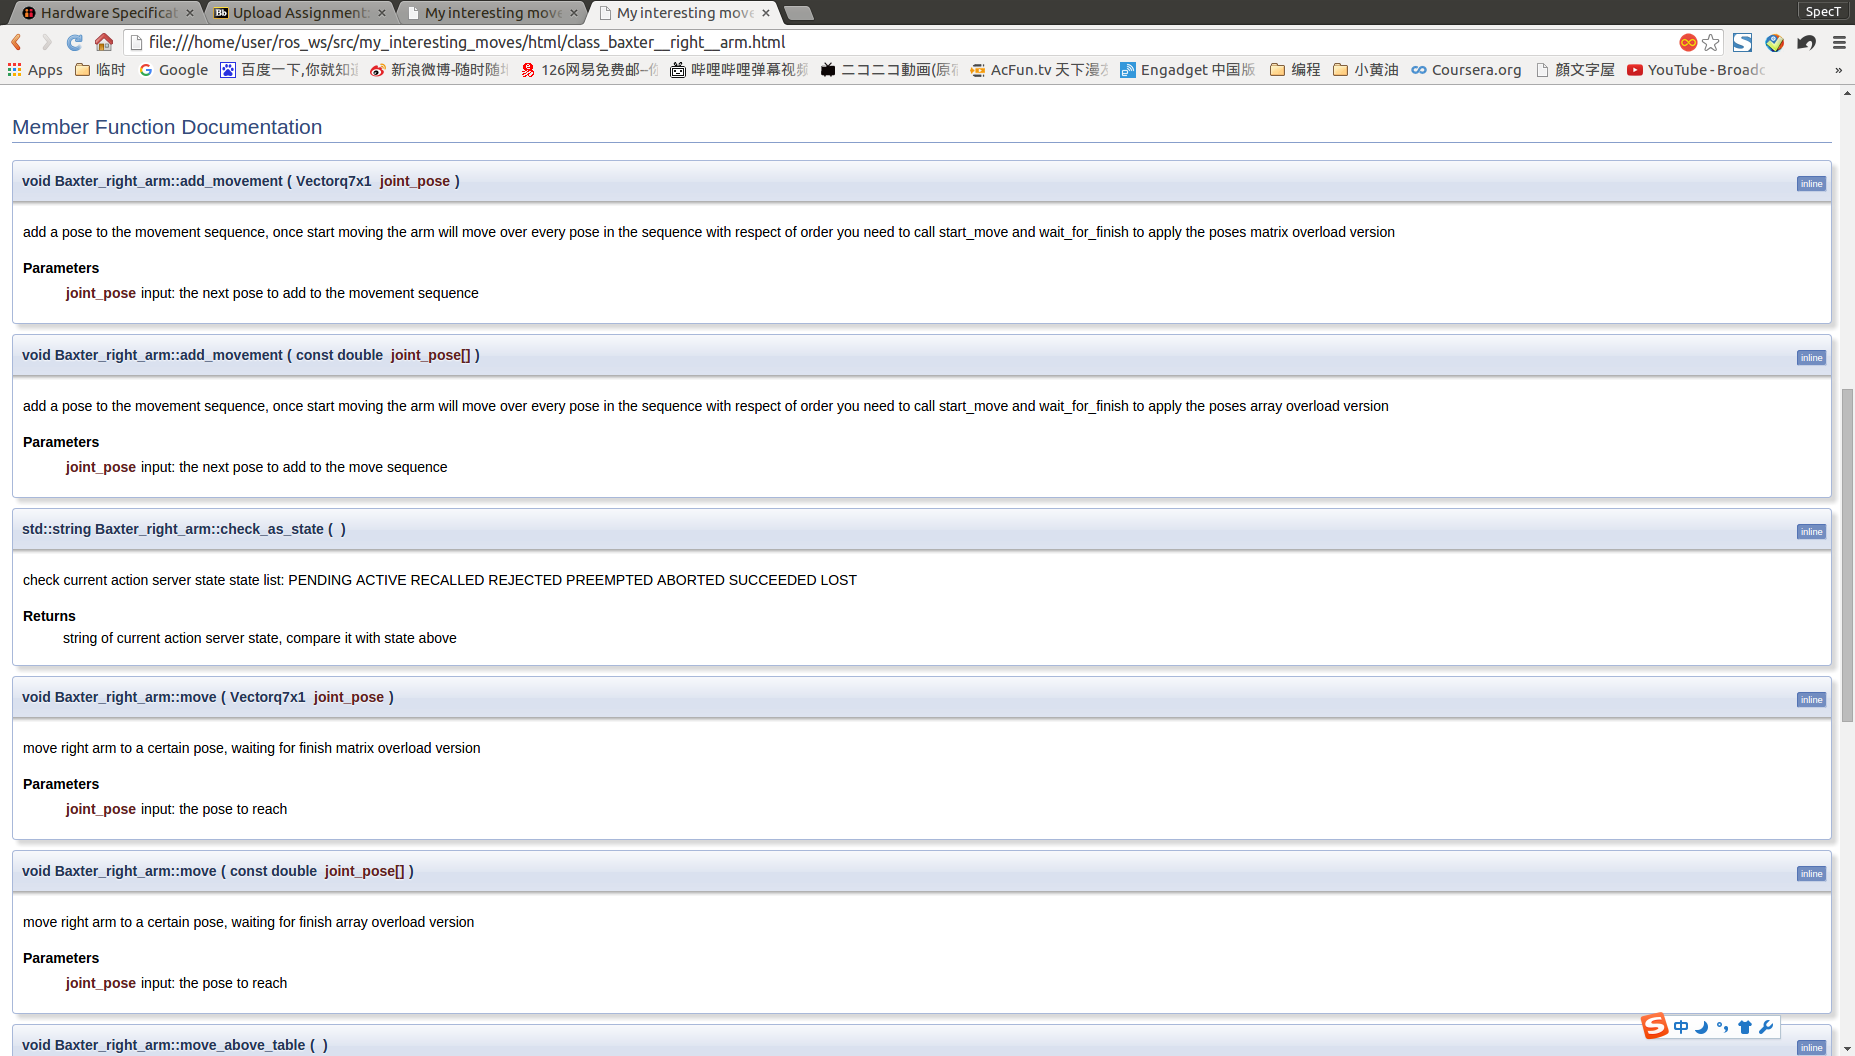 Hardware Specificat
Upload Assignment:
My interesting move
My interesting move
SpecT
file:///home/user/ros_ws/src/my_interesting_moves/html/class_baxter__right__arm.html
Apps 临时 Google 百度一下,你就知道 新浪微博-随时随地 126网易免费邮--你 哔哩哔哩弹幕视频 ニコニコ動画(原宿 AcFun.tv 天下漫友 Engadget 中国版 编程 小黄油 Coursera.org 顔文字屋 YouTube - Broadc »
Member Function Documentation
void Baxter_right_arm::add_movement ( Vectorq7x1 joint_pose ) inline
add a pose to the movement sequence, once start moving the arm will move over every pose in the sequence with respect of order you need to call start_move and wait_for_finish to apply the poses matrix overload version
Parameters
joint_pose input: the next pose to add to the movement sequence
void Baxter_right_arm::add_movement ( const double joint_pose[] ) inline
add a pose to the movement sequence, once start moving the arm will move over every pose in the sequence with respect of order you need to call start_move and wait_for_finish to apply the poses array overload version
Parameters
joint_pose input: the next pose to add to the move sequence
std::string Baxter_right_arm::check_as_state ( ) inline
check current action server state state list: PENDING ACTIVE RECALLED REJECTED PREEMPTED ABORTED SUCCEEDED LOST
Returns
string of current action server state, compare it with state above
void Baxter_right_arm::move ( Vectorq7x1 joint_pose ) inline
move right arm to a certain pose, waiting for finish matrix overload version
Parameters
joint_pose input: the pose to reach
void Baxter_right_arm::move ( const double joint_pose[] ) inline
move right arm to a certain pose, waiting for finish array overload version
Parameters
joint_pose input: the pose to reach
中
void Baxter_right_arm::move_above_table ( ) inline